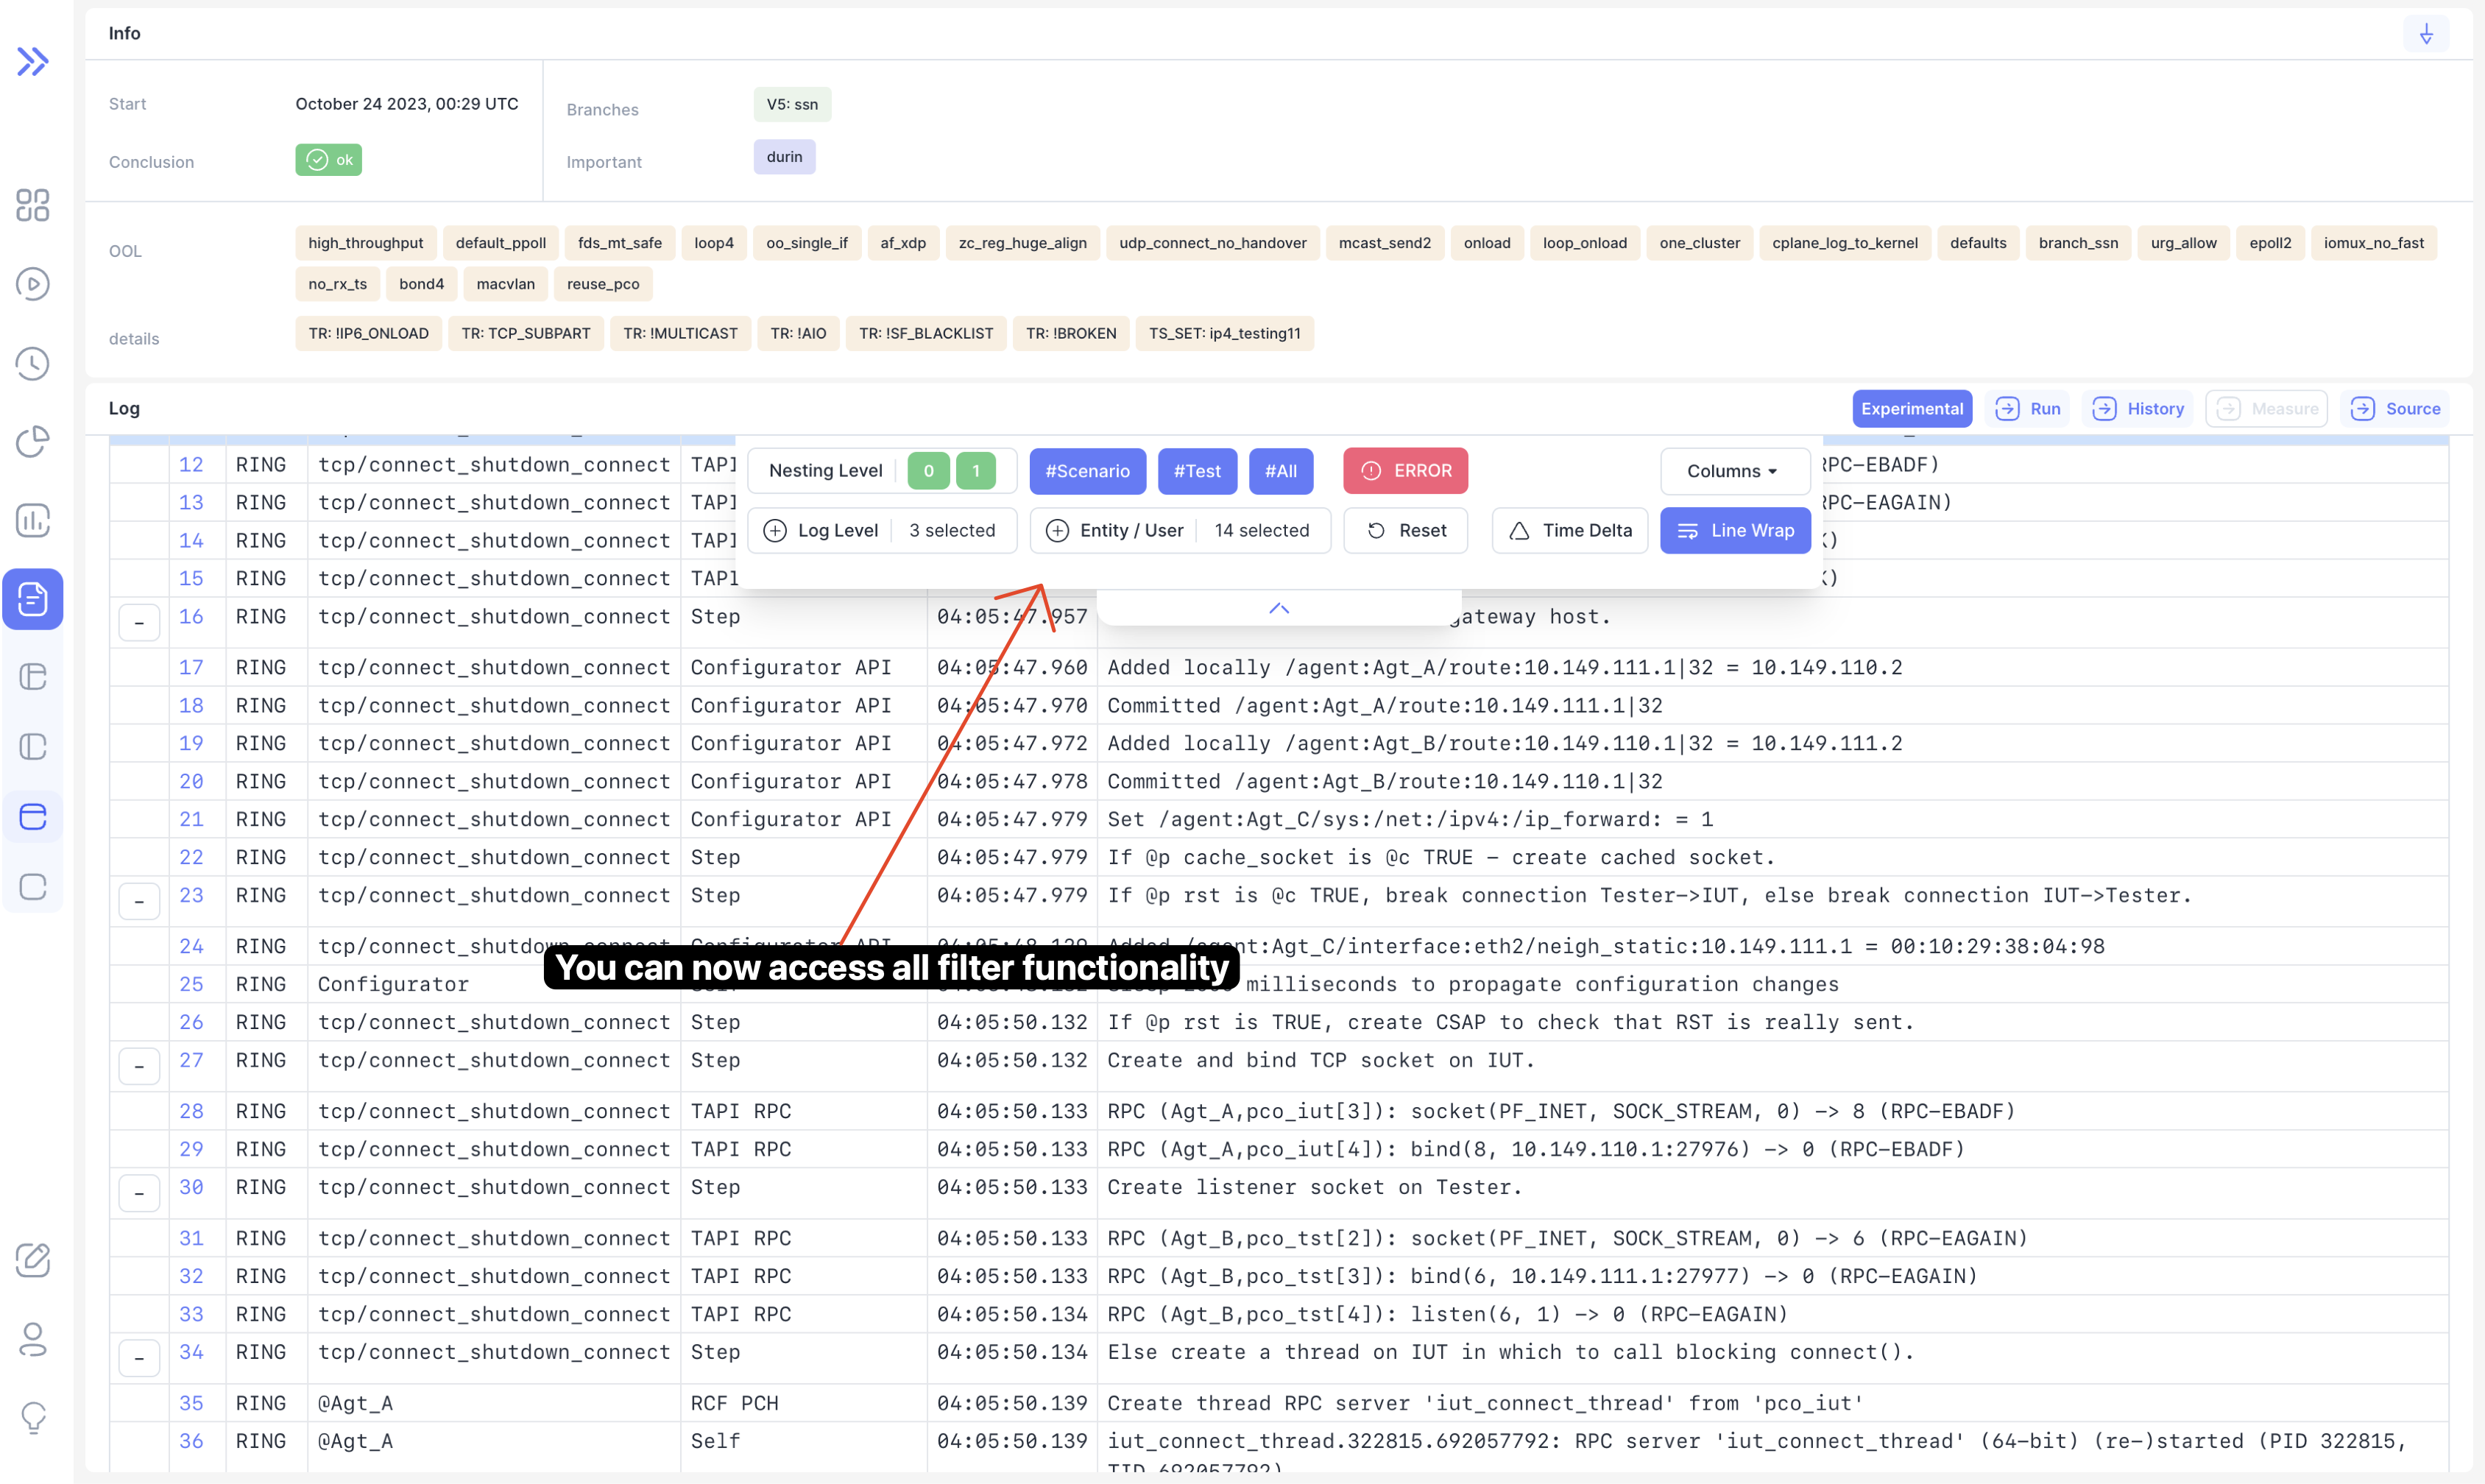 Info
Start October 24 2023, 00:29 UTC Branches V5: ssn
Conclusion ok Important durin
OOL high_throughput default_ppoll fds_mt_safe loop4 oo_single_if af_xdp zc_reg_huge_align udp_connect_no_handover mcast_send2 onload loop_onload one_cluster cplane_log_to_kernel defaults branch_ssn urg_allow epoll2 iomux_no_fast
no_rx_ts bond4 macvlan reuse_pco
details TR: !IP6_ONLOAD TR: TCP_SUBPART TR: !MULTICAST TR: !AIO TR: !SF_BLACKLIST TR: !BROKEN TS_SET: ip4_testing11
Log Experimental Run History Measure Source
Nesting Level 0 1 #Scenario #Test #All ERROR Columns
Log Level 3 selected Entity / User 14 selected Reset Time Delta Line Wrap
12 RING tcp/connect_shutdown_connect TAPI RPC-EBADF)
13 RING tcp/connect_shutdown_connect TAPI RPC-EAGAIN)
14 RING tcp/connect_shutdown_connect TAPI )
15 RING tcp/connect_shutdown_connect TAPI )
- 16 RING tcp/connect_shutdown_connect Step 04:05:47.957 gateway host.
17 RING tcp/connect_shutdown_connect Configurator API 04:05:47.960 Added locally /agent:Agt_A/route:10.149.111.1|32 = 10.149.110.2
18 RING tcp/connect_shutdown_connect Configurator API 04:05:47.970 Committed /agent:Agt_A/route:10.149.111.1|32
19 RING tcp/connect_shutdown_connect Configurator API 04:05:47.972 Added locally /agent:Agt_B/route:10.149.110.1|32 = 10.149.111.2
20 RING tcp/connect_shutdown_connect Configurator API 04:05:47.978 Committed /agent:Agt_B/route:10.149.110.1|32
21 RING tcp/connect_shutdown_connect Configurator API 04:05:47.979 Set /agent:Agt_C/sys:/net:/ipv4:/ip_forward: = 1
22 RING tcp/connect_shutdown_connect Step 04:05:47.979 If @p cache_socket is @c TRUE - create cached socket.
- 23 RING tcp/connect_shutdown_connect Step 04:05:47.979 If @p rst is @c TRUE, break connection Tester->IUT, else break connection IUT->Tester.
24 RING tcp/connect_shutdown_connect Configurator API Added /agent:Agt_C/interface:eth2/neigh_static:10.149.111.1 = 00:10:29:38:04:98
You can now access all filter functionality
25 RING Configurator milliseconds to propagate configuration changes
26 RING tcp/connect_shutdown_connect Step 04:05:50.132 If @p rst is TRUE, create CSAP to check that RST is really sent.
- 27 RING tcp/connect_shutdown_connect Step 04:05:50.132 Create and bind TCP socket on IUT.
28 RING tcp/connect_shutdown_connect TAPI RPC 04:05:50.133 RPC (Agt_A,pco_iut[3]): socket(PF_INET, SOCK_STREAM, 0) -> 8 (RPC-EBADF)
29 RING tcp/connect_shutdown_connect TAPI RPC 04:05:50.133 RPC (Agt_A,pco_iut[4]): bind(8, 10.149.110.1:27976) -> 0 (RPC-EBADF)
- 30 RING tcp/connect_shutdown_connect Step 04:05:50.133 Create listener socket on Tester.
31 RING tcp/connect_shutdown_connect TAPI RPC 04:05:50.133 RPC (Agt_B,pco_tst[2]): socket(PF_INET, SOCK_STREAM, 0) -> 6 (RPC-EAGAIN)
32 RING tcp/connect_shutdown_connect TAPI RPC 04:05:50.133 RPC (Agt_B,pco_tst[3]): bind(6, 10.149.111.1:27977) -> 0 (RPC-EAGAIN)
33 RING tcp/connect_shutdown_connect TAPI RPC 04:05:50.134 RPC (Agt_B,pco_tst[4]): listen(6, 1) -> 0 (RPC-EAGAIN)
- 34 RING tcp/connect_shutdown_connect Step 04:05:50.134 Else create a thread on IUT in which to call blocking connect().
35 RING @Agt_A RCF PCH 04:05:50.139 Create thread RPC server 'iut_connect_thread' from 'pco_iut'
36 RING @Agt_A Self 04:05:50.139 iut_connect_thread.322815.692057792: RPC server 'iut_connect_thread' (64-bit) (re-)started (PID 322815,
TID 692057792)